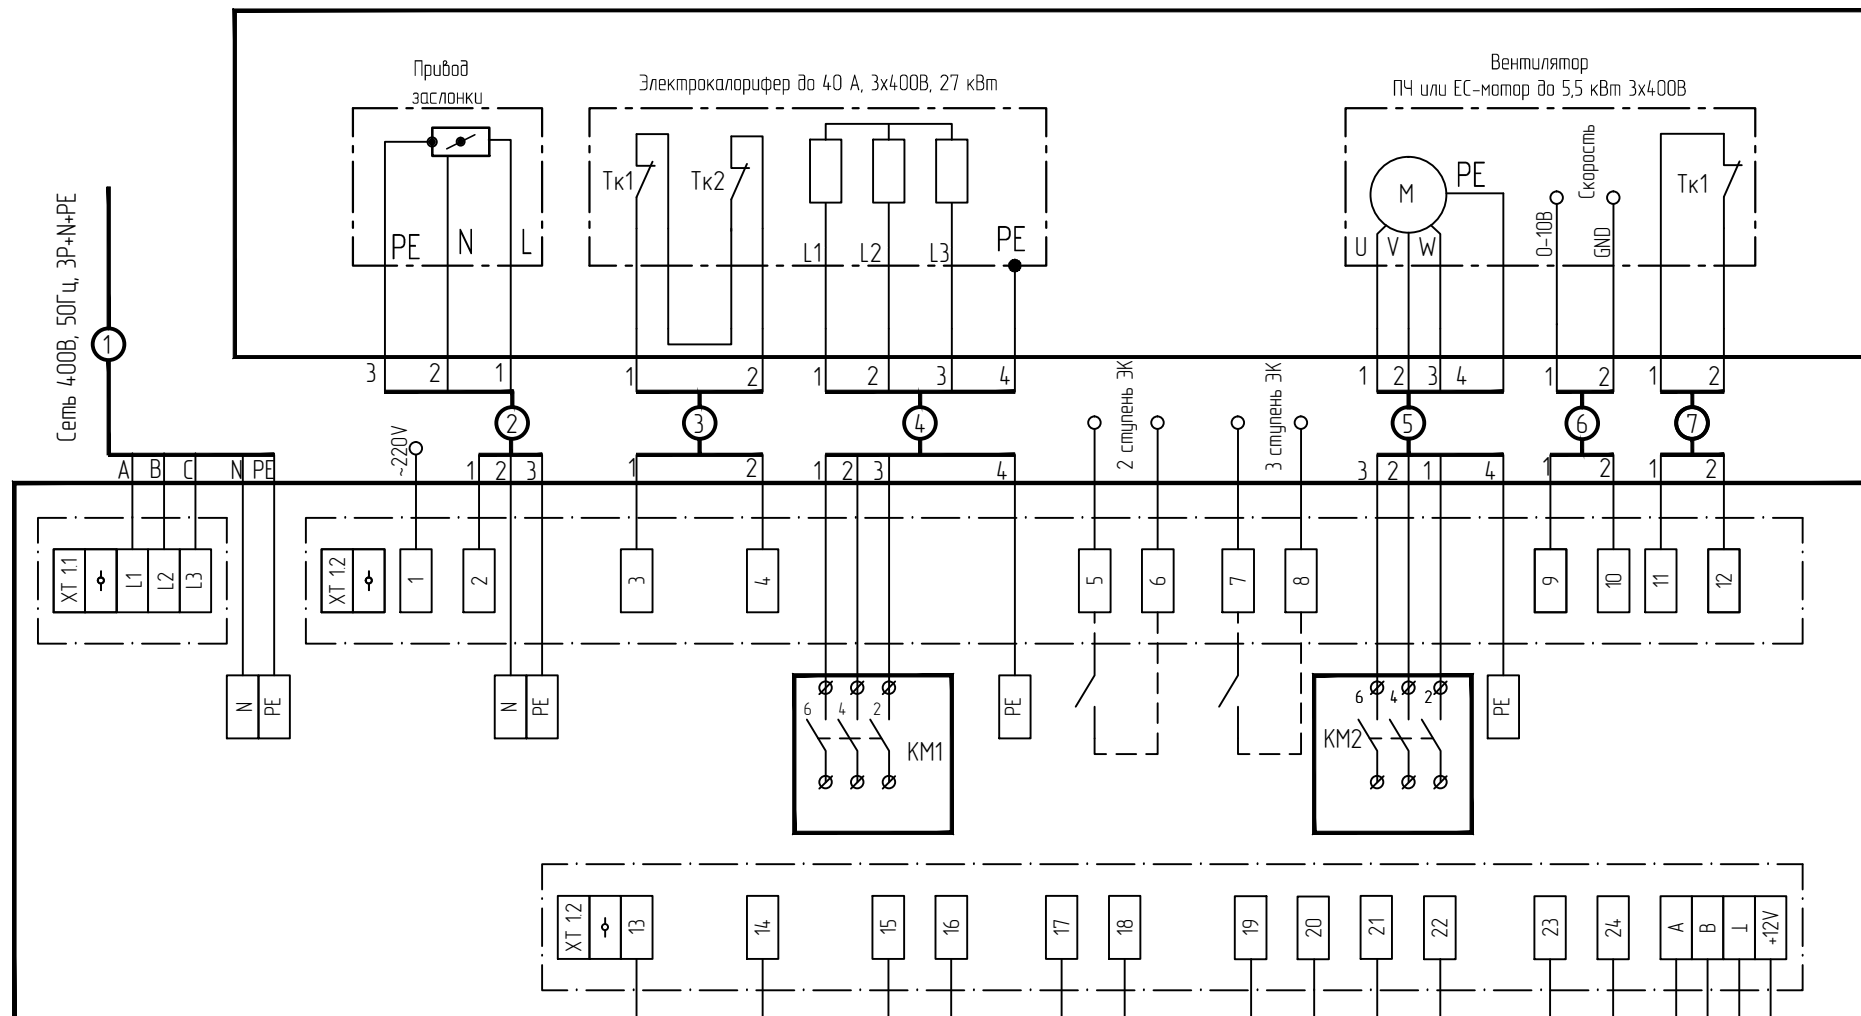 Привод
заслонки
Электрокалорифер до 40 А, 3х400В, 27 кВт
Вентилятор
ПЧ или ЕС-мотор до 5,5 кВт 3х400В
Сеть 400В, 50Гц, 3P+N+PE
1
PE N L
Тк1 Тк2
L1 L2 L3 PE
M PE
U V W
0-10В
Скорость
GND
Тк1
3 2 1
1 2
1 2 3 4
1 2 3 4
1 2
1 2
2 3 4 5 6 7
~220V
2 ступень ЭК
3 ступень ЭК
A B C N PE
1 2 3
1 2
1 2 3 4
3 2 1 4
1 2
1 2
XT 1.1 L1 L2 L3
XT 1.2 1 2 3 4 5 6 7 8 9 10 11 12
N PE
N PE
PE
PE
6 4 2
KM1
6 4 2
KM2
XT 1.2 13 14 15 16 17 18 19 20 21 22 23 24 A B ⊥ +12V